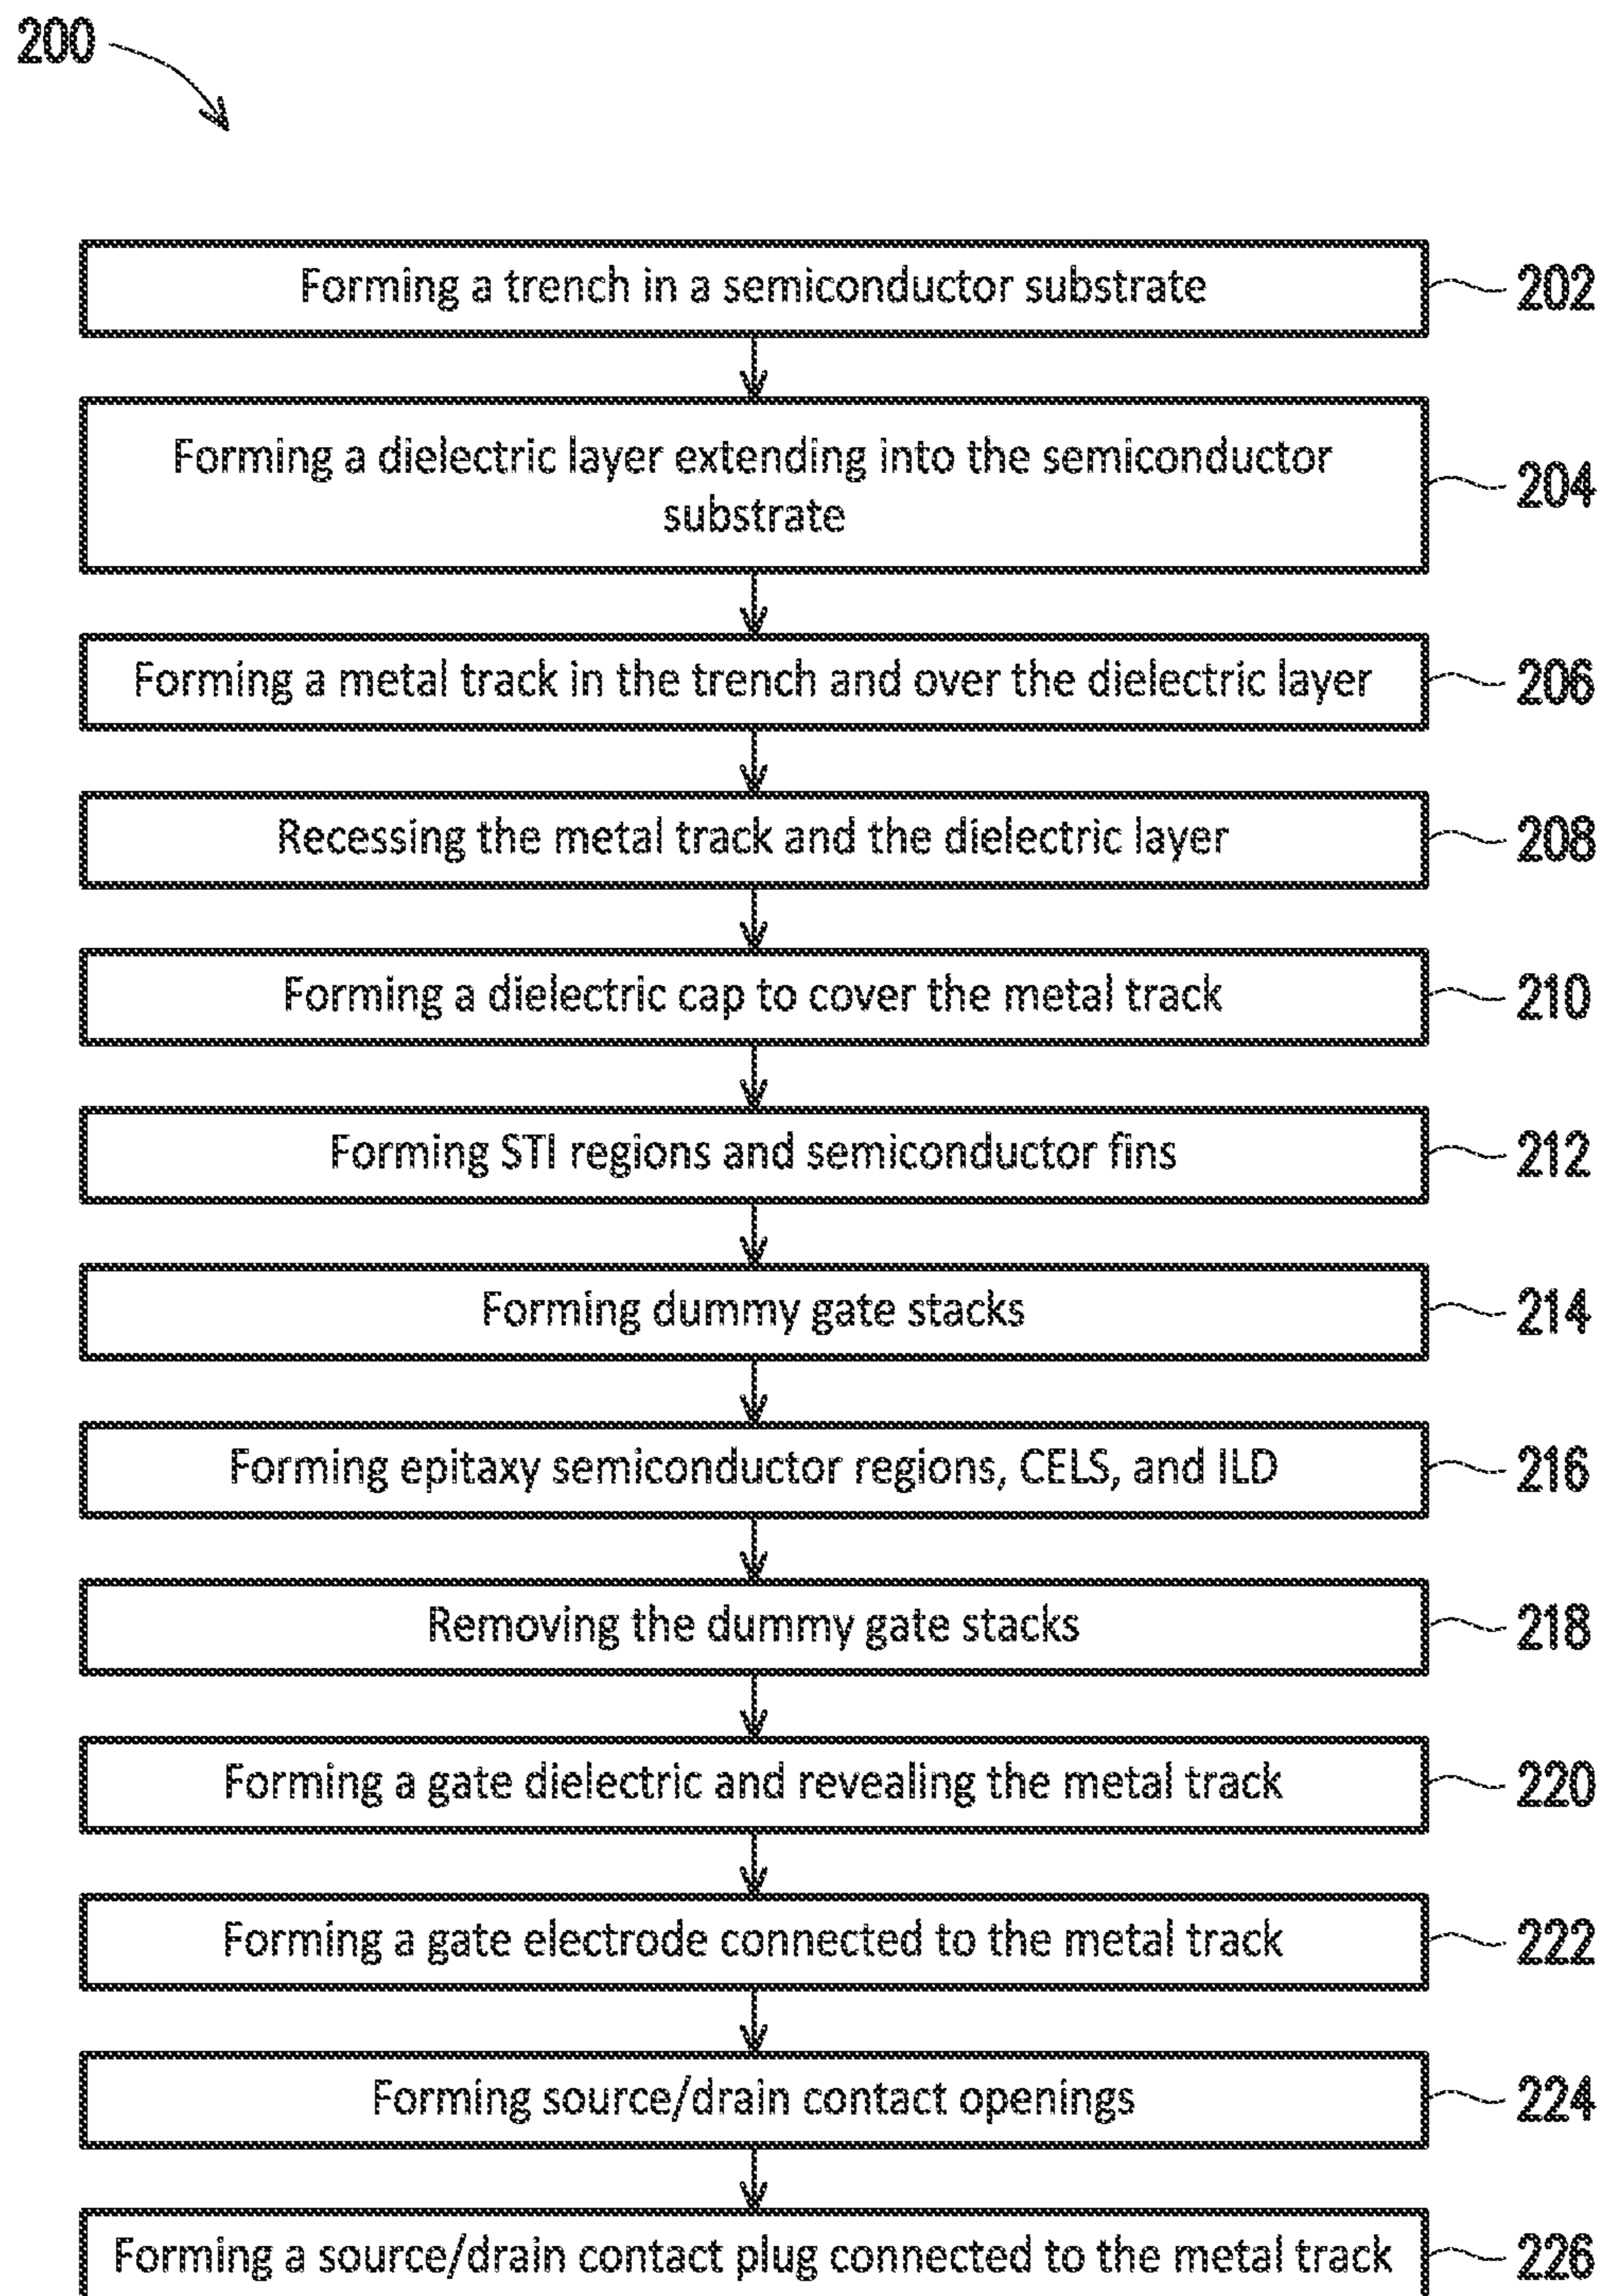 200
Forming a trench in a semiconductor substrate
202
Forming a dielectric layer extending into the semiconductor
substrate
204
Forming a metal track in the trench and over the dielectric layer
206
Recessing the metal track and the dielectric layer
208
Forming a dielectric cap to cover the metal track
210
Forming STI regions and semiconductor fins
212
Forming dummy gate stacks
214
Forming epitaxy semiconductor regions, CELS, and ILD
216
Removing the dummy gate stacks
218
Forming a gate dielectric and revealing the metal track
220
Forming a gate electrode connected to the metal track
222
Forming source/drain contact openings
224
Forming a source/drain contact plug connected to the metal track
226